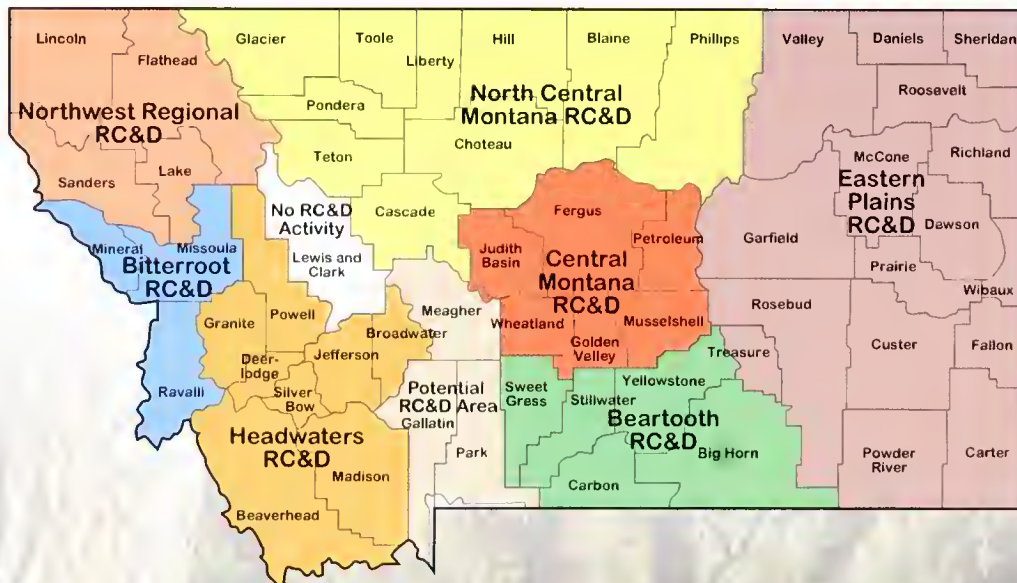 Lincoln
Flathead
Northwest Regional
RC&D
Sanders
Lake
Glacier
Toole
Liberty
Hill
Blaine
Phillips
Pondera
North Central
Montana RC&D
Teton
Choteau
Cascade
Valley
Daniels
Sheridan
Roosevelt
McCone
Richland
Eastern
Plains
RC&D
Dawson
Garfield
Prairie
Wibaux
Rosebud
Custer
Fallon
Treasure
Powder
River
Carter
No RC&D
Activity
Lewis and
Clark
Mineral
Missoula
Bitterroot
RC&D
Ravalli
Fergus
Judith
Basin
Petroleum
Central
Montana
RC&D
Wheatland
Golden
Valley
Musselshell
Meagher
Granite
Powell
Broadwater
Jefferson
Deer-
lodge
Silver
Bow
Headwaters
RC&D
Madison
Beaverhead
Potential
RC&D Area
Gallatin
Park
Sweet
Gress
Stillwater
Yellowstone
Beartooth
RC&D
Big Horn
Carbon